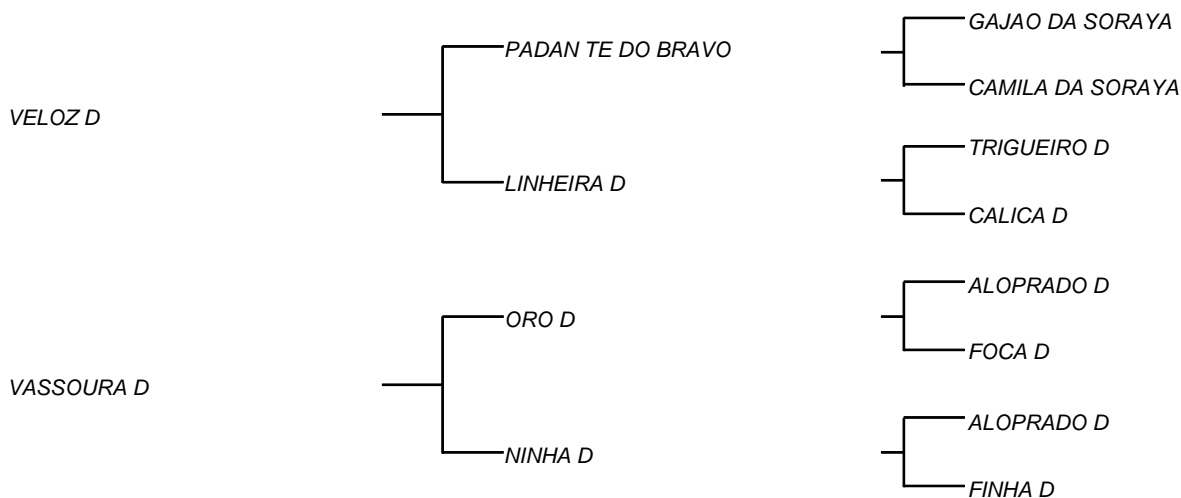 GAJAO DA SORAYA
PADAN TE DO BRAVO
CAMILA DA SORAYA
VELOZ D
TRIGUEIRO D
LINHEIRA D
CALICA D
ALOPRADO D
ORO D
FOCA D
VASSOURA D
ALOPRADO D
NINHA D
FINHA D